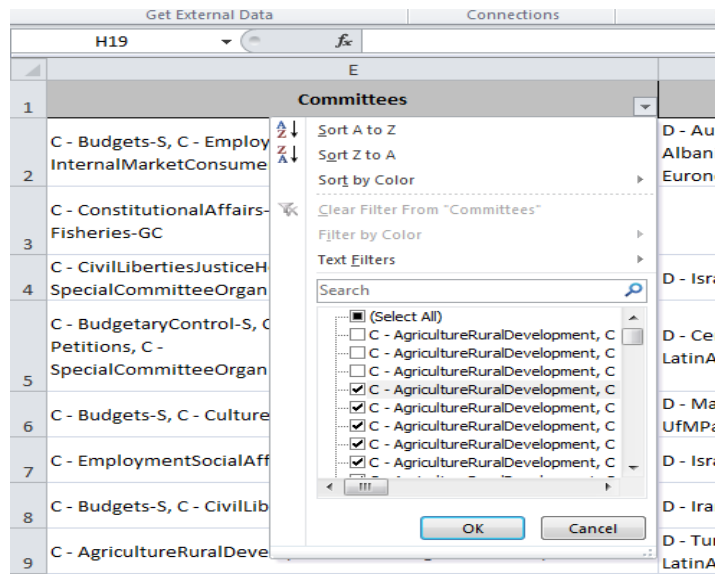 Get External Data
Connections
H19
fx
E
1
Committees
2
C - Budgets-S, C - Employ
InternalMarketConsume
D - Au
Alban
Euron
3
C - ConstitutionalAffairs-
Fisheries-GC
4
C - CivilLibertiesJusticeH
SpecialCommitteeOrgan
D - Isra
5
C - BudgetaryControl-S, C
Petitions, C -
SpecialCommitteeOrgan
D - Ce
LatinA
6
C - Budgets-S, C - Culture
D - Ma
UfMPa
7
C - EmploymentSocialAff
D - Isra
8
C - Budgets-S, C - CivilLib
D - Ira
9
C - AgricultureRuralDeve
D - Tu
LatinA
Sort A to Z
Sort Z to A
Sort by Color
Clear Filter From "Committees"
Filter by Color
Text Filters
Search
(Select All)
C - AgricultureRuralDevelopment, C
C - AgricultureRuralDevelopment, C
C - AgricultureRuralDevelopment, C
C - AgricultureRuralDevelopment, C
C - AgricultureRuralDevelopment, C
C - AgricultureRuralDevelopment, C
C - AgricultureRuralDevelopment, C
C - AgricultureRuralDevelopment, C
OK
Cancel